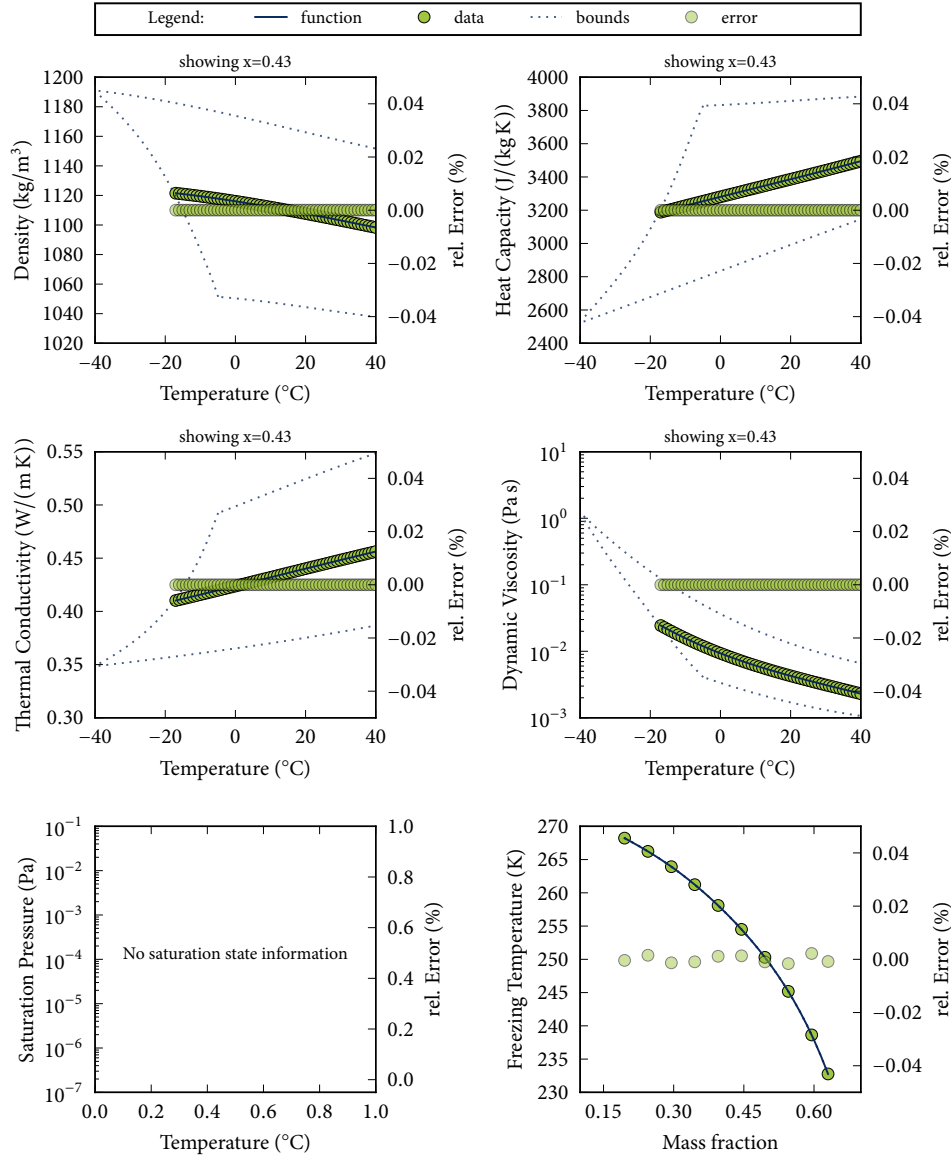 Legend: function data bounds error
showing x=0.43
1200
1180
1160
1140
1120
1100
1080
1060
1040
1020
Density (kg/m³)
0.04
0.02
0.00
−0.02
−0.04
rel. Error (%)
−40 −20 0 20 40
Temperature (°C)
showing x=0.43
4000
3800
3600
3400
3200
3000
2800
2600
2400
Heat Capacity (J/(kg K))
0.04
0.02
0.00
−0.02
−0.04
rel. Error (%)
−40 −20 0 20 40
Temperature (°C)
showing x=0.43
0.55
0.50
0.45
0.40
0.35
0.30
Thermal Conductivity (W/(m K))
0.04
0.02
0.00
−0.02
−0.04
rel. Error (%)
−40 −20 0 20 40
Temperature (°C)
showing x=0.43
10¹
10⁰
10⁻¹
10⁻²
10⁻³
Dynamic Viscosity (Pa s)
0.04
0.02
0.00
−0.02
−0.04
rel. Error (%)
−40 −20 0 20 40
Temperature (°C)
10⁻¹
10⁻²
10⁻³
10⁻⁴
10⁻⁵
10⁻⁶
10⁻⁷
Saturation Pressure (Pa)
No saturation state information
1.0
0.8
0.6
0.4
0.2
0.0
rel. Error (%)
0.0 0.2 0.4 0.6 0.8 1.0
Temperature (°C)
270
265
260
255
250
245
240
235
230
Freezing Temperature (K)
0.04
0.02
0.00
−0.02
−0.04
rel. Error (%)
0.15 0.30 0.45 0.60
Mass fraction